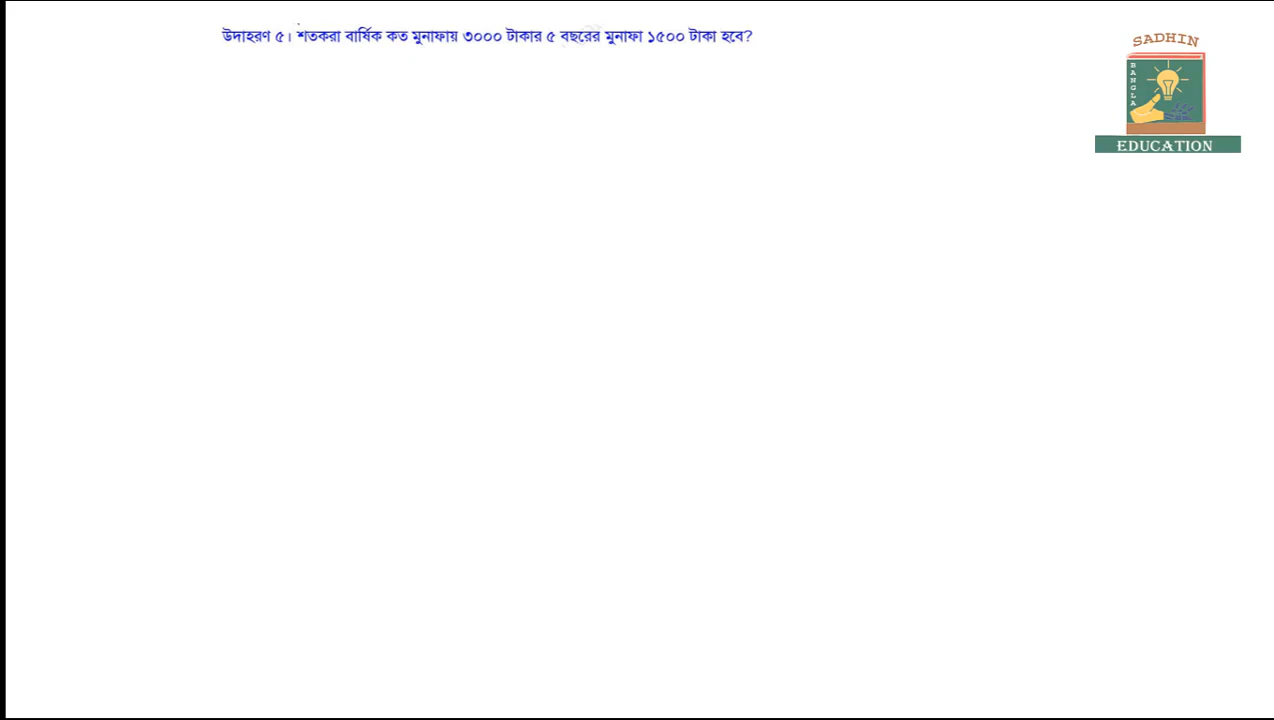 উদাহরণ ৫। শতকরা বার্ষিক কত মুনাফায় ৩০০০ টাকার ৫ বছরের মুনাফা ১৫০০ টাকা হবে?
SADHIN
BANGLA
EDUCATION